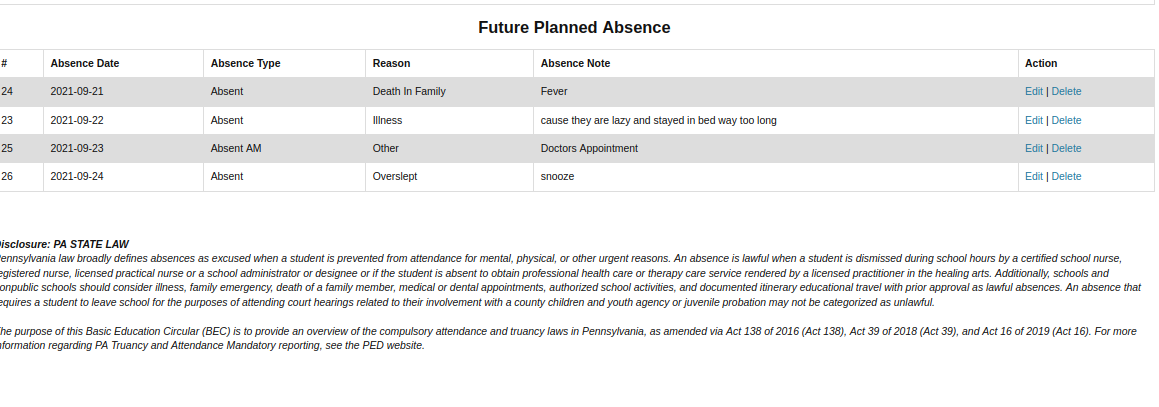 Future Planned Absence
# Absence Date Absence Type Reason Absence Note Action
24 2021-09-21 Absent Death In Family Fever Edit | Delete
23 2021-09-22 Absent Illness cause they are lazy and stayed in bed way too long Edit | Delete
25 2021-09-23 Absent AM Other Doctors Appointment Edit | Delete
26 2021-09-24 Absent Overslept snooze Edit | Delete
isclosure: PA STATE LAW
ennsylvania law broadly defines absences as excused when a student is prevented from attendance for mental, physical, or other urgent reasons. An absence is lawful when a student is dismissed during school hours by a certified school nurse,
egistered nurse, licensed practical nurse or a school administrator or designee or if the student is absent to obtain professional health care or therapy care service rendered by a licensed practitioner in the healing arts. Additionally, schools and
onpublic schools should consider illness, family emergency, death of a family member, medical or dental appointments, authorized school activities, and documented itinerary educational travel with prior approval as lawful absences. An absence that
equires a student to leave school for the purposes of attending court hearings related to their involvement with a county children and youth agency or juvenile probation may not be categorized as unlawful.
he purpose of this Basic Education Circular (BEC) is to provide an overview of the compulsory attendance and truancy laws in Pennsylvania, as amended via Act 138 of 2016 (Act 138), Act 39 of 2018 (Act 39), and Act 16 of 2019 (Act 16). For more
nformation regarding PA Truancy and Attendance Mandatory reporting, see the PED website.